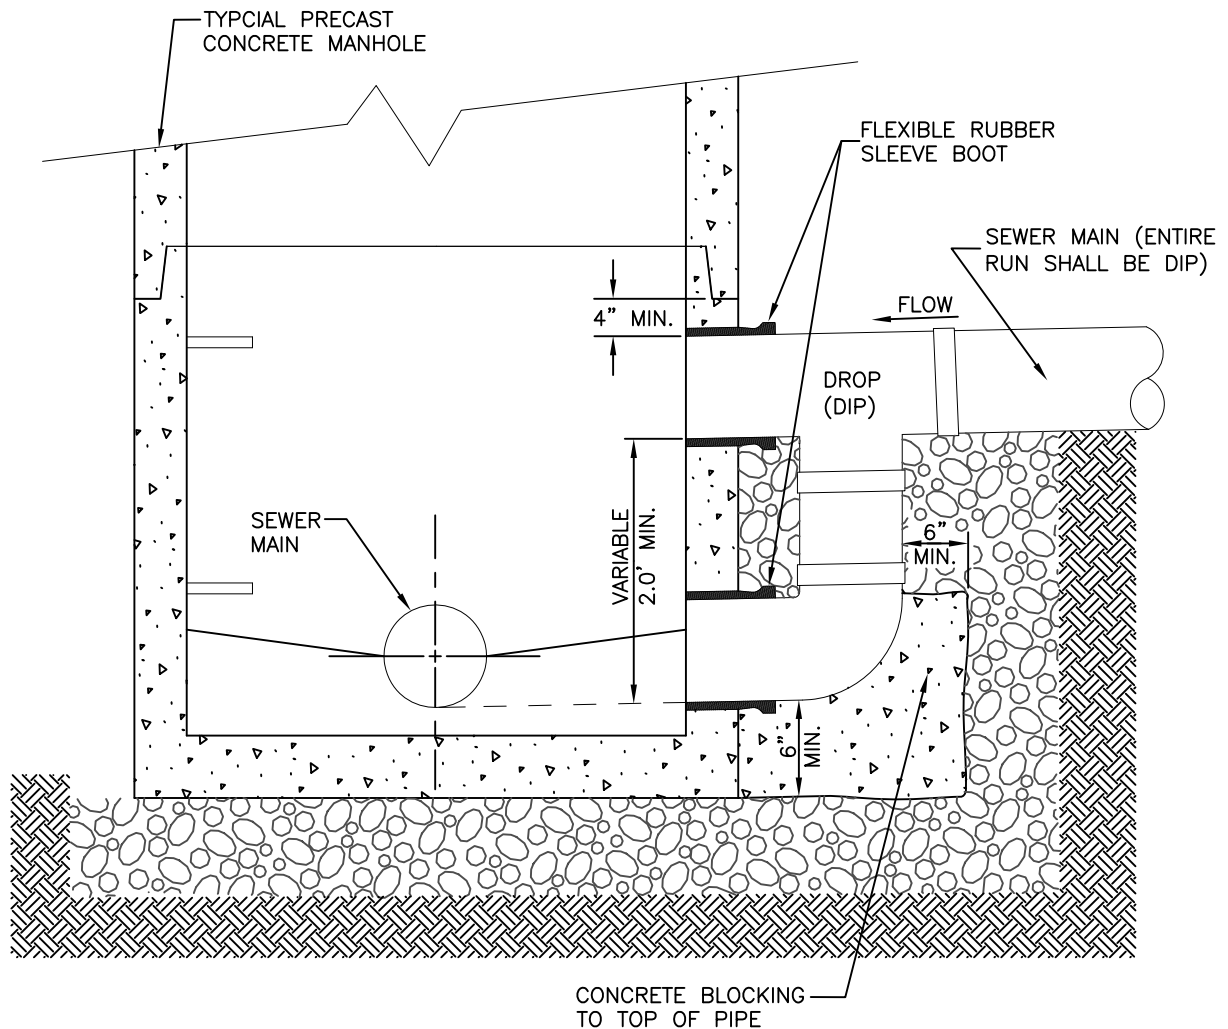 TYPCIAL PRECAST
CONCRETE MANHOLE
FLEXIBLE RUBBER
SLEEVE BOOT
SEWER MAIN (ENTIRE
RUN SHALL BE DIP)
FLOW
4" MIN.
DROP
(DIP)
SEWER
MAIN
VARIABLE
2.0' MIN.
6"
MIN.
6"
MIN.
CONCRETE BLOCKING
TO TOP OF PIPE